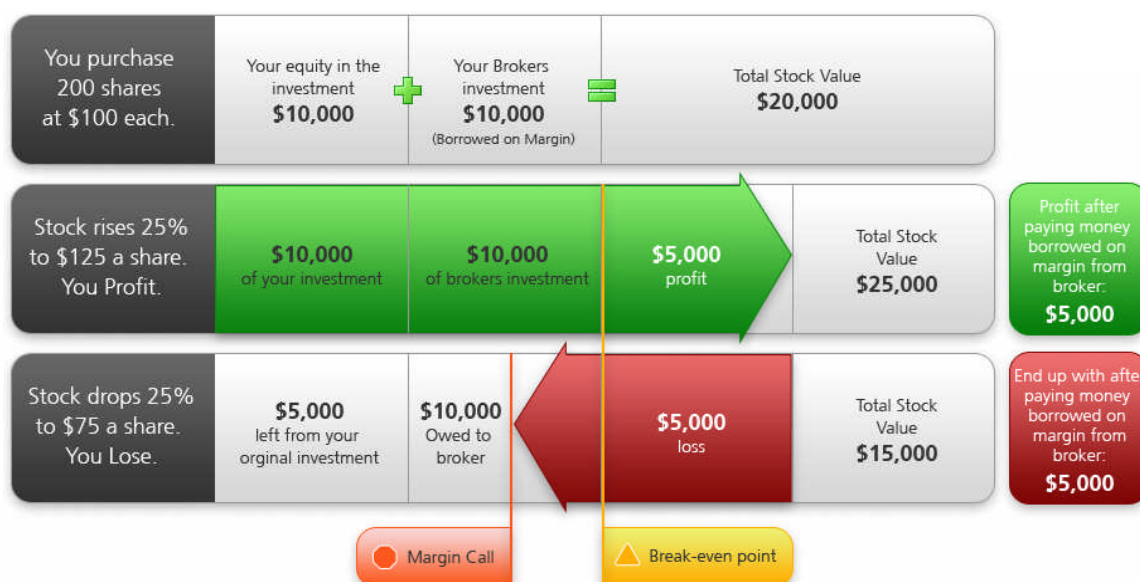 You purchase
200 shares
at $100 each.
Your equity in the
investment
$10,000
Your Brokers
investment
$10,000
(Borrowed on Margin)
Total Stock Value
$20,000
Stock rises 25%
to $125 a share.
You Profit.
$10,000
of your investment
$10,000
of brokers investment
$5,000
profit
Total Stock
Value
$25,000
Profit after
paying money
borrowed on
margin from
broker:
$5,000
Stock drops 25%
to $75 a share.
You Lose.
$5,000
left from your
orginal investment
$10,000
Owed to
broker
$5,000
loss
Total Stock
Value
$15,000
End up with afte
paying money
borrowed on
margin from
broker:
$5,000
Margin Call
Break-even point